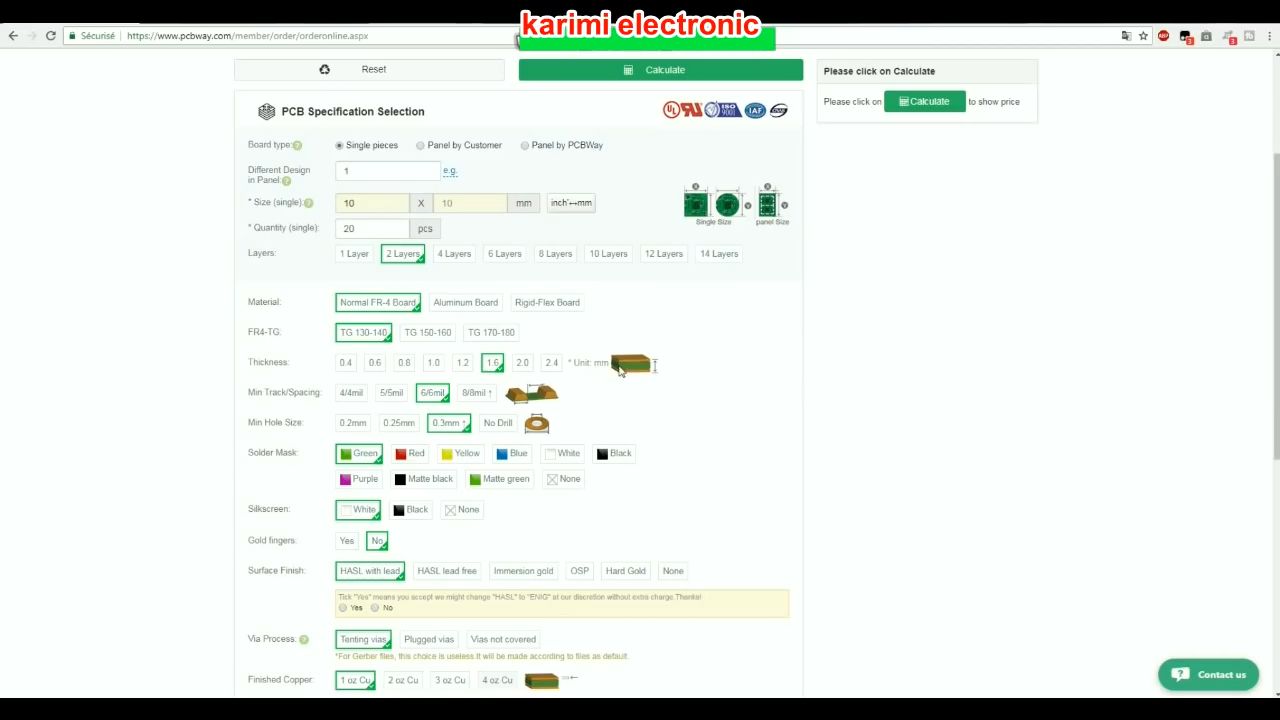 karimi electronic
Sécurisé https://www.pcbway.com/member/order/orderonline.aspx
Reset
Calculate
Please click on Calculate
Please click on Calculate to show price
PCB Specification Selection
UL ISO 9001 IAF
Board type: Single pieces Panel by Customer Panel by PCBWay
Different Design
in Panel: 1 e.g.
* Size (single): 10 X 10 mm inch↔mm
Single Size panel Size
* Quantity (single): 20 pcs
Layers: 1 Layer 2 Layers 4 Layers 6 Layers 8 Layers 10 Layers 12 Layers 14 Layers
Material: Normal FR-4 Board Aluminum Board Rigid-Flex Board
FR4-TG: TG 130-140 TG 150-160 TG 170-180
Thickness: 0.4 0.6 0.8 1.0 1.2 1.6 2.0 2.4 * Unit: mm
Min Track/Spacing: 4/4mil 5/5mil 6/6mil 8/8mil ↑
Min Hole Size: 0.2mm 0.25mm 0.3mm ↑ No Drill
Solder Mask: Green Red Yellow Blue White Black
Purple Matte black Matte green None
Silkscreen: White Black None
Gold fingers: Yes No
Surface Finish: HASL with lead HASL lead free Immersion gold OSP Hard Gold None
Tick "Yes" means you accept we might change "HASL" to "ENIG" at our discretion without extra charge.Thanks!
Yes No
Via Process: Tenting vias Plugged vias Vias not covered
*For Gerber files, this choice is useless.It will be made according to files as default.
Finished Copper: 1 oz Cu 2 oz Cu 3 oz Cu 4 oz Cu
Contact us